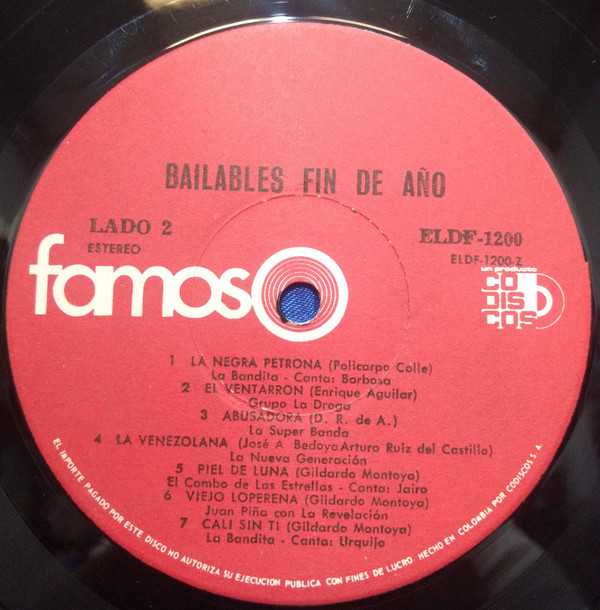 BAILABLES FIN DE AÑO
LADO 2
ESTEREO
ELDF-1200
ELDF-1200-Z
famoso
un producto
CO
DIS
COS
1 LA NEGRA PETRONA (Policarpo Colle)
La Bandita - Canta: Barbosa
2 EL VENTARRON (Enrique Aguilar)
Grupo La Droga
3 ABUSADORA (D. R. de A.)
La Super Banda
4 LA VENEZOLANA (José A. Bedoya Arturo Ruiz del Castillo)
La Nueva Generación
5 PIEL DE LUNA (Gildardo Montoya)
El Combo de Las Estrellas - Canta: Jairo
6 VIEJO LOPERENA (Gildardo Montoya)
Juan Piña con La Revelación
7 CALI SIN TI (Gildardo Montoya)
La Bandita - Canta: Urquijo
EL IMPORTE PAGADO POR ESTE DISCO NO AUTORIZA SU EJECUCION PUBLICA CON FINES DE LUCRO. HECHO EN COLOMBIA POR CODISCOS S. A.